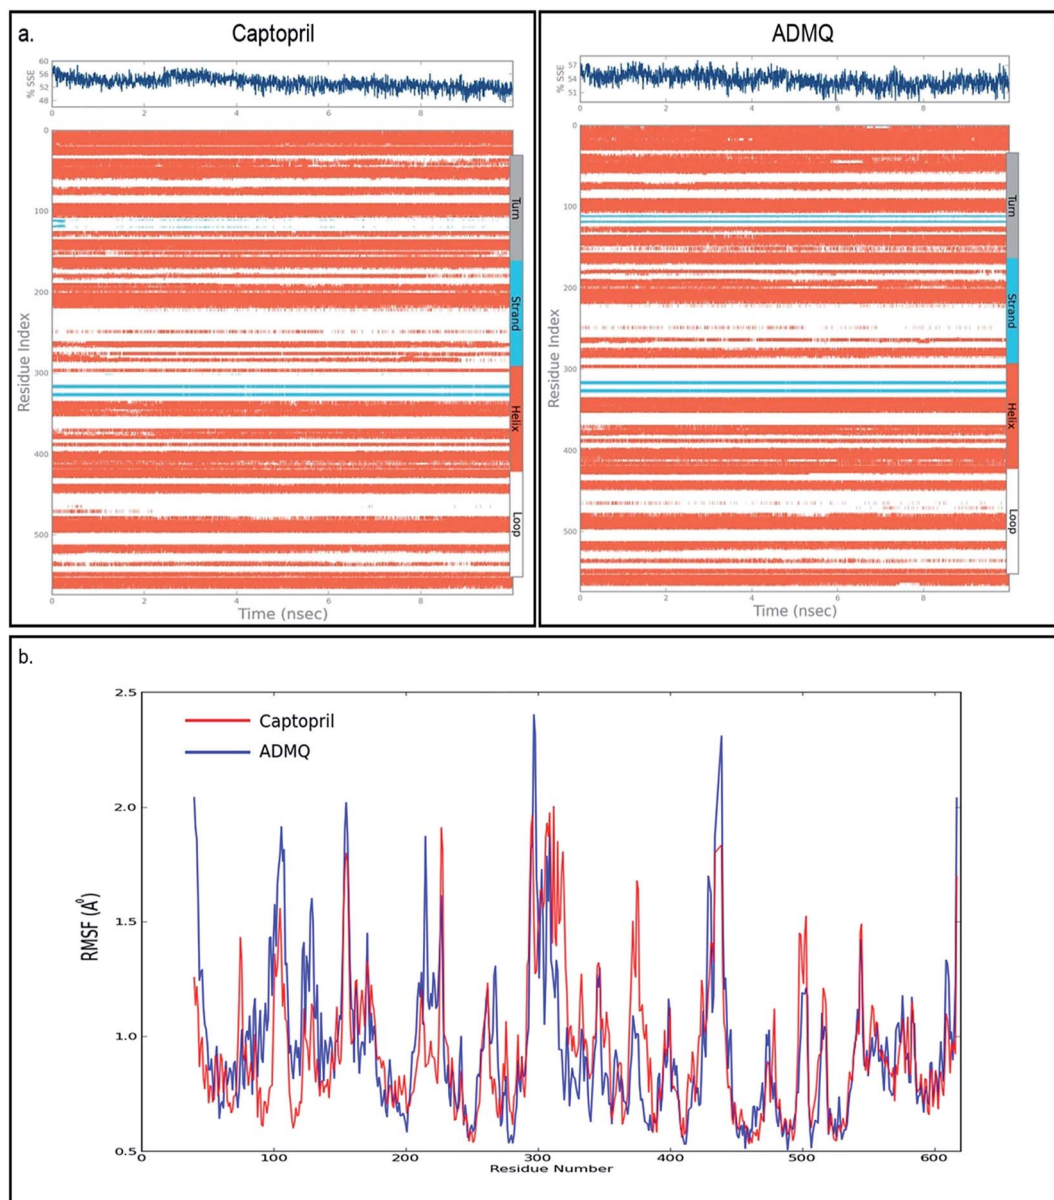 a.
Captopril
% SSE
60
56
52
48
0
2
4
6
8
Residue Index
0
100
200
300
400
500
Turn
Strand
Helix
Loop
0
2
4
6
8
Time (nsec)
ADMQ
% SSE
57
54
51
0
2
4
6
8
Residue Index
0
100
200
300
400
500
Turn
Strand
Helix
Loop
0
2
4
6
8
Time (nsec)
b.
Captopril
ADMQ
RMSF (A⁰)
2.5
2.0
1.5
1.0
0.5
0
100
200
300
400
500
600
Residue Number